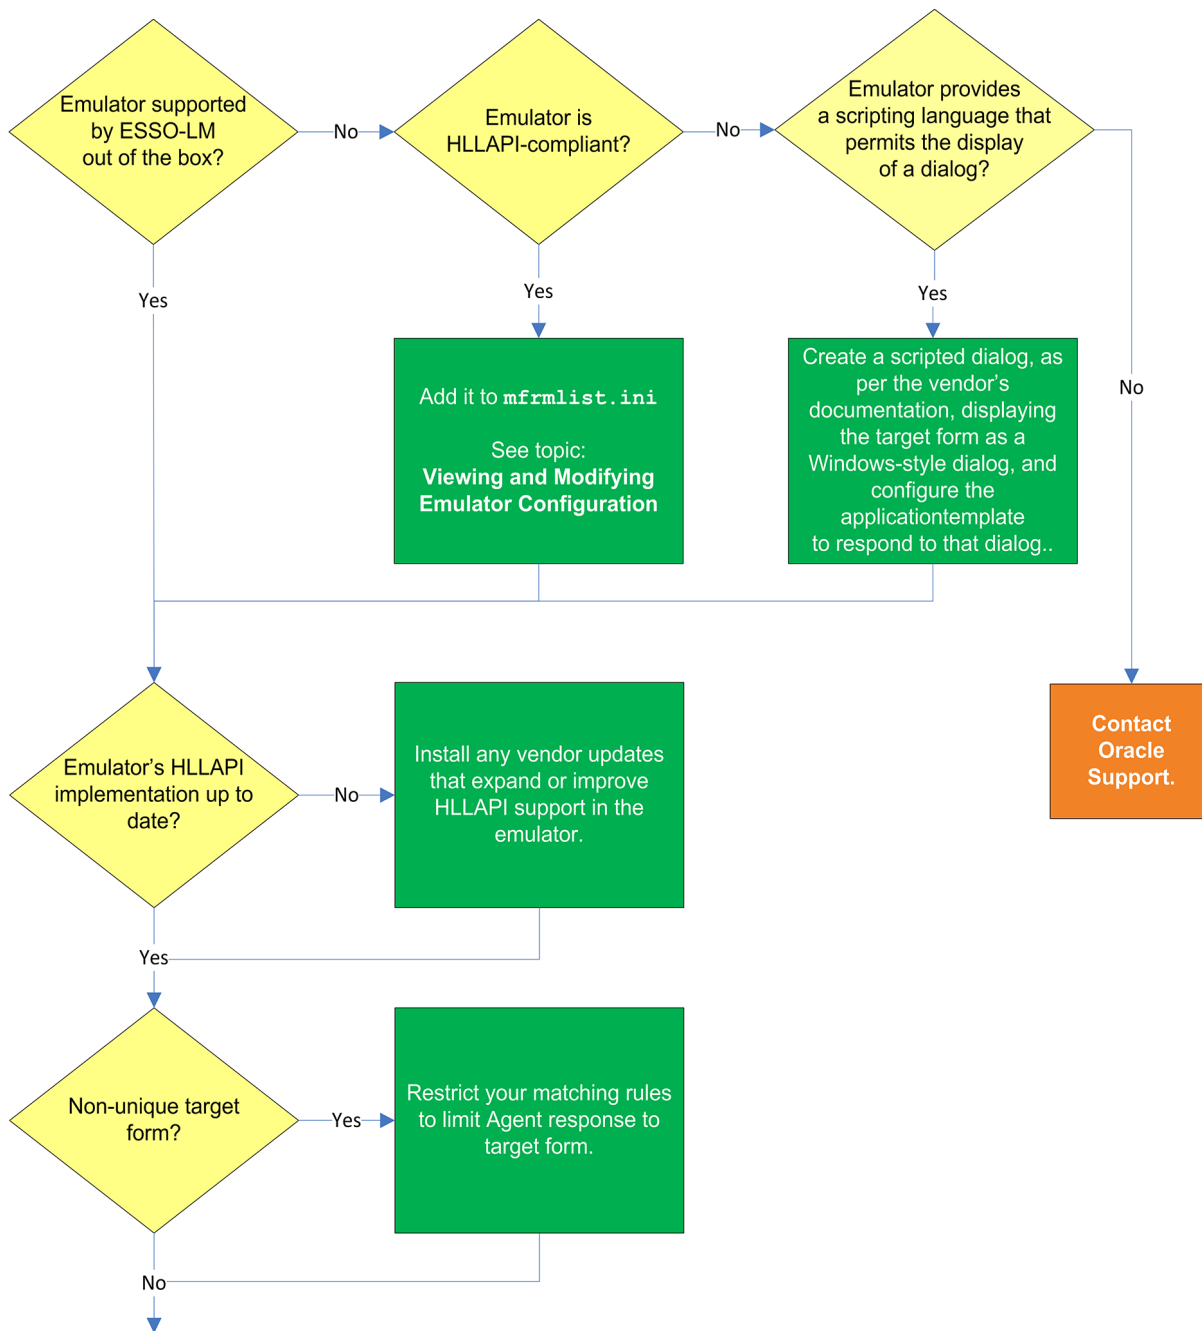 Emulator supported
by ESSO-LM
out of the box?
No
Emulator is
HLLAPI-compliant?
No
Emulator provides
a scripting language that
permits the display
of a dialog?
Yes
Yes
Yes
No
Add it to mfrmlist.ini
See topic:
Viewing and Modifying
Emulator Configuration
Create a scripted dialog, as
per the vendor’s
documentation, displaying
the target form as a
Windows-style dialog, and
configure the
applicationtemplate
to respond to that dialog..
Contact
Oracle
Support.
Emulator’s HLLAPI
implementation up to
date?
No
Install any vendor updates
that expand or improve
HLLAPI support in the
emulator.
Yes
Non-unique target
form?
Yes
Restrict your matching rules
to limit Agent response to
target form.
No